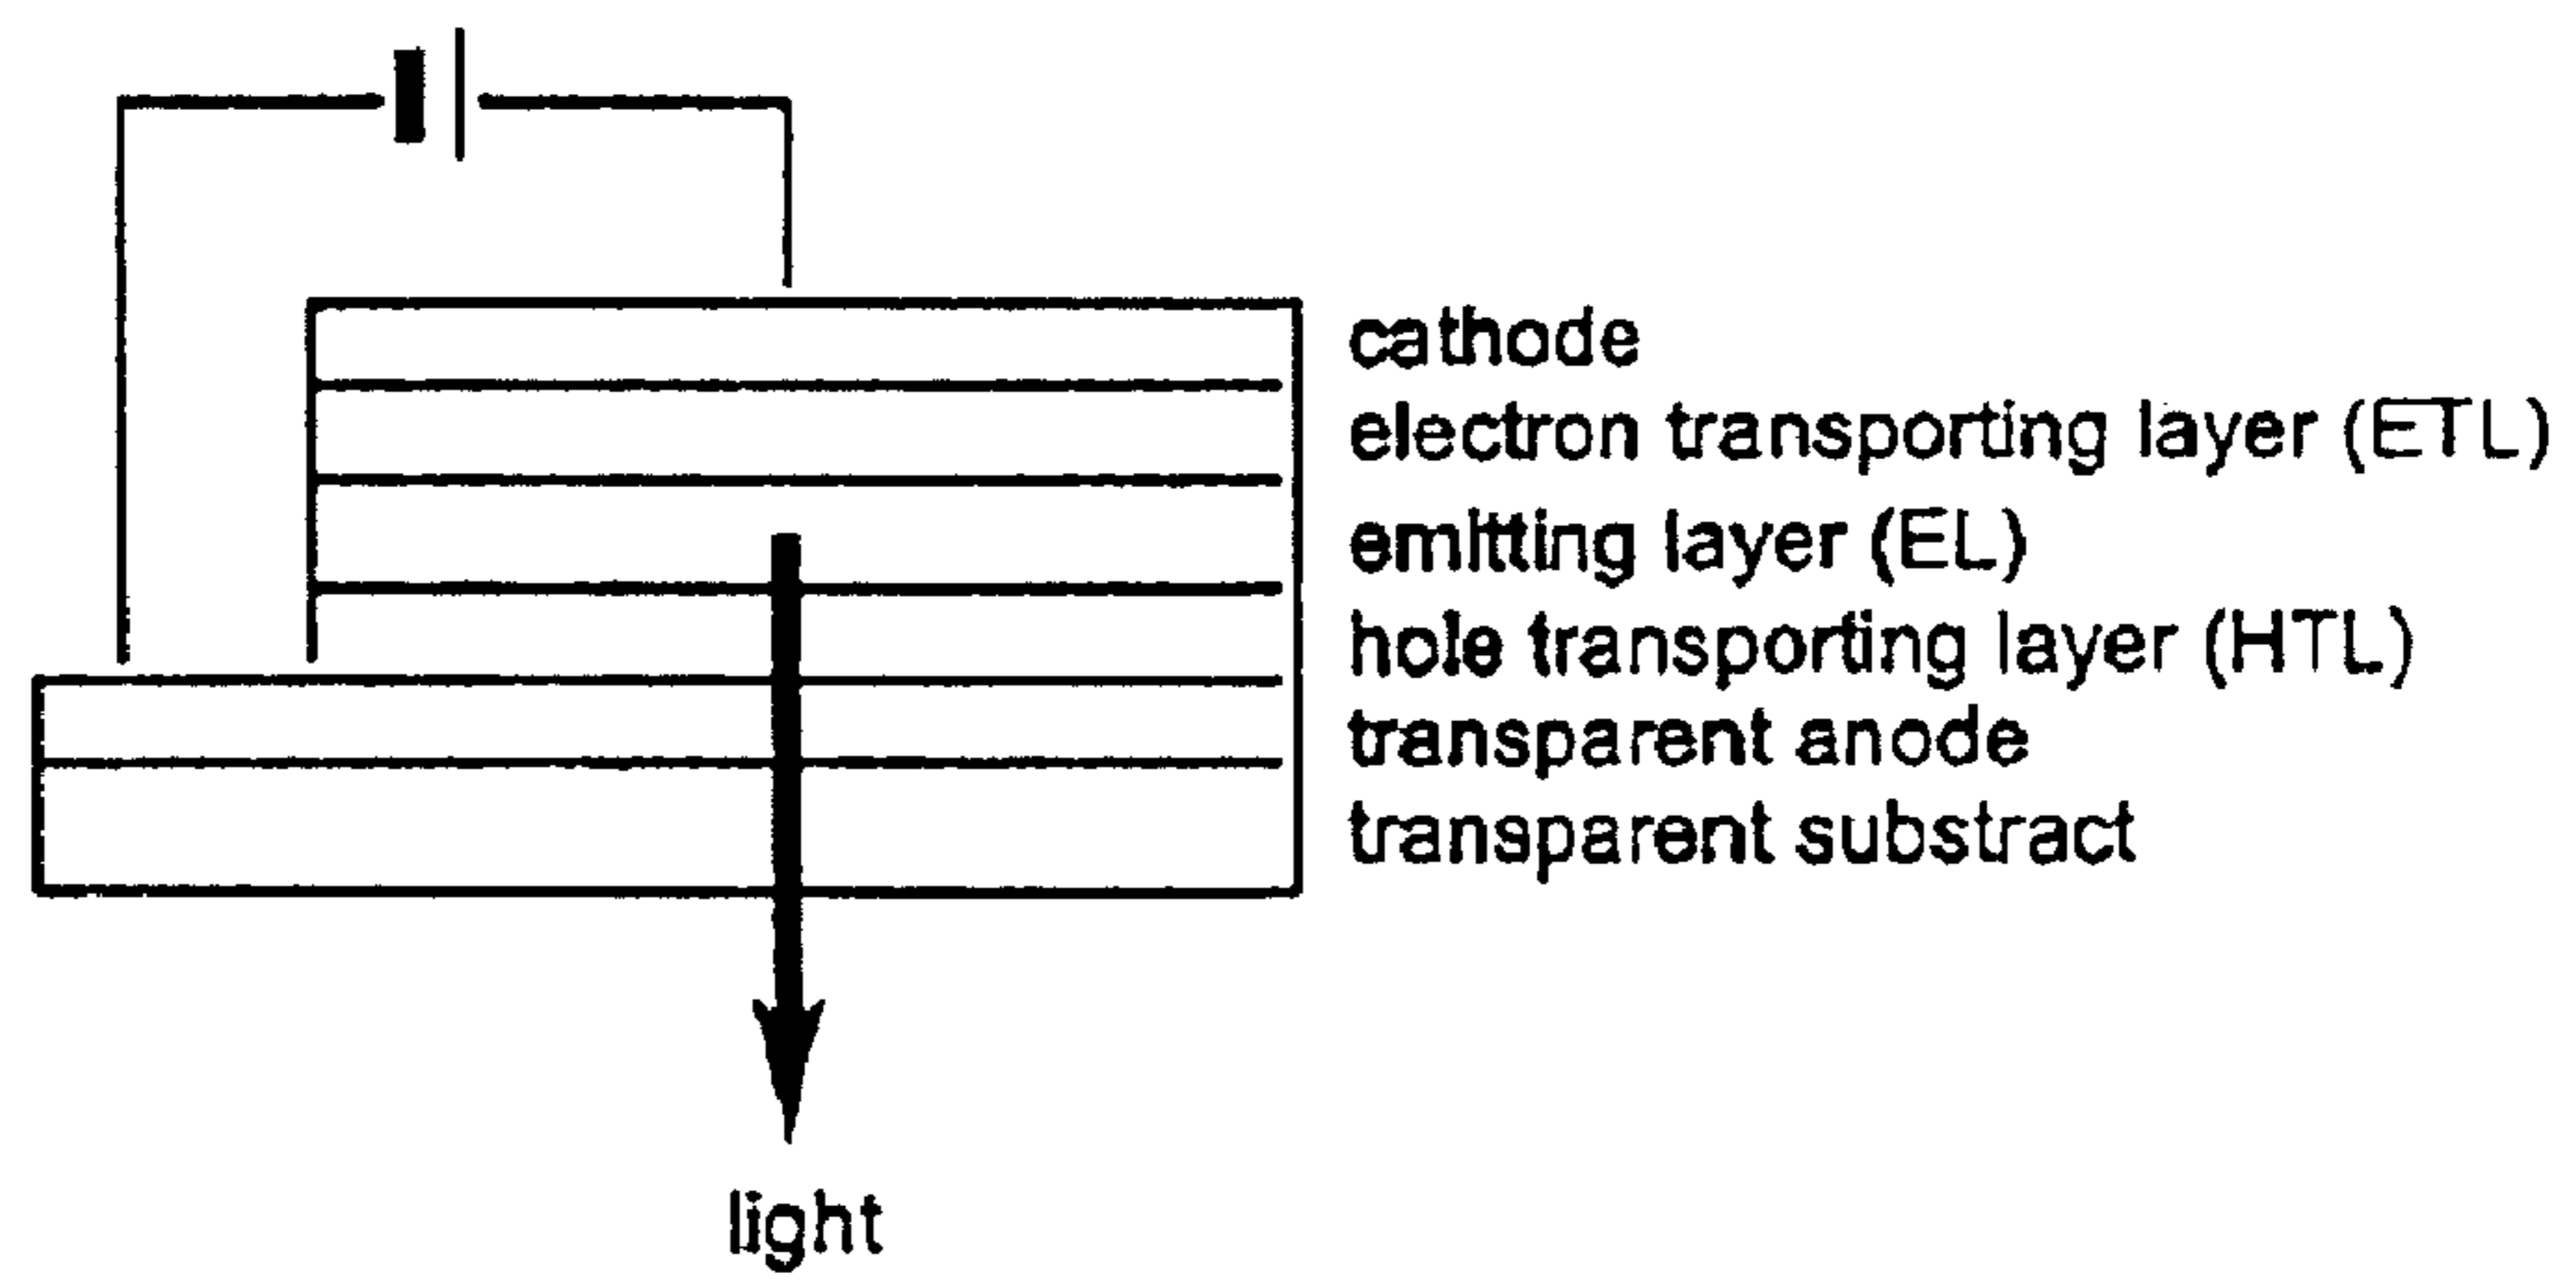 cathode
electron transporting layer (ETL)
emitting layer (EL)
hole transporting layer (HTL)
transparent anode
transparent substract
light